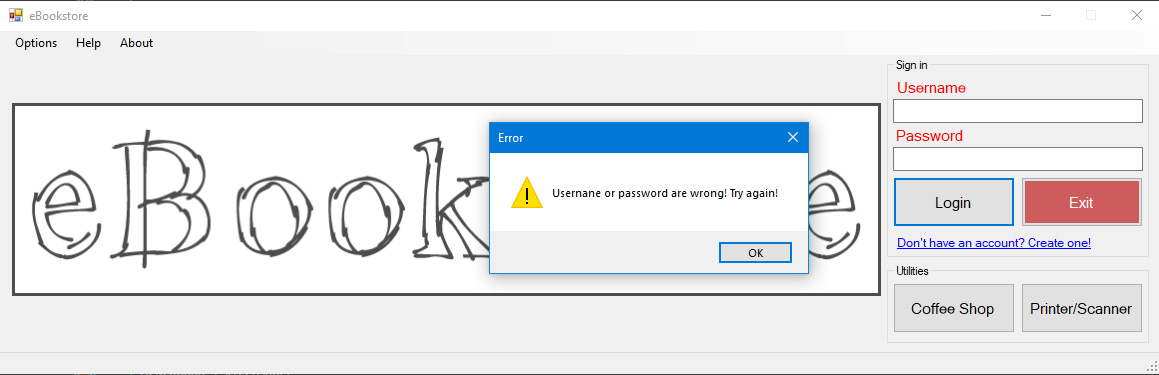 eBookstore
Options Help About
Sign in
Username
Password
Login Exit
Don't have an account? Create one!
Utilities
Coffee Shop Printer/Scanner
eBook e
Error
Usernane or password are wrong! Try again!
OK